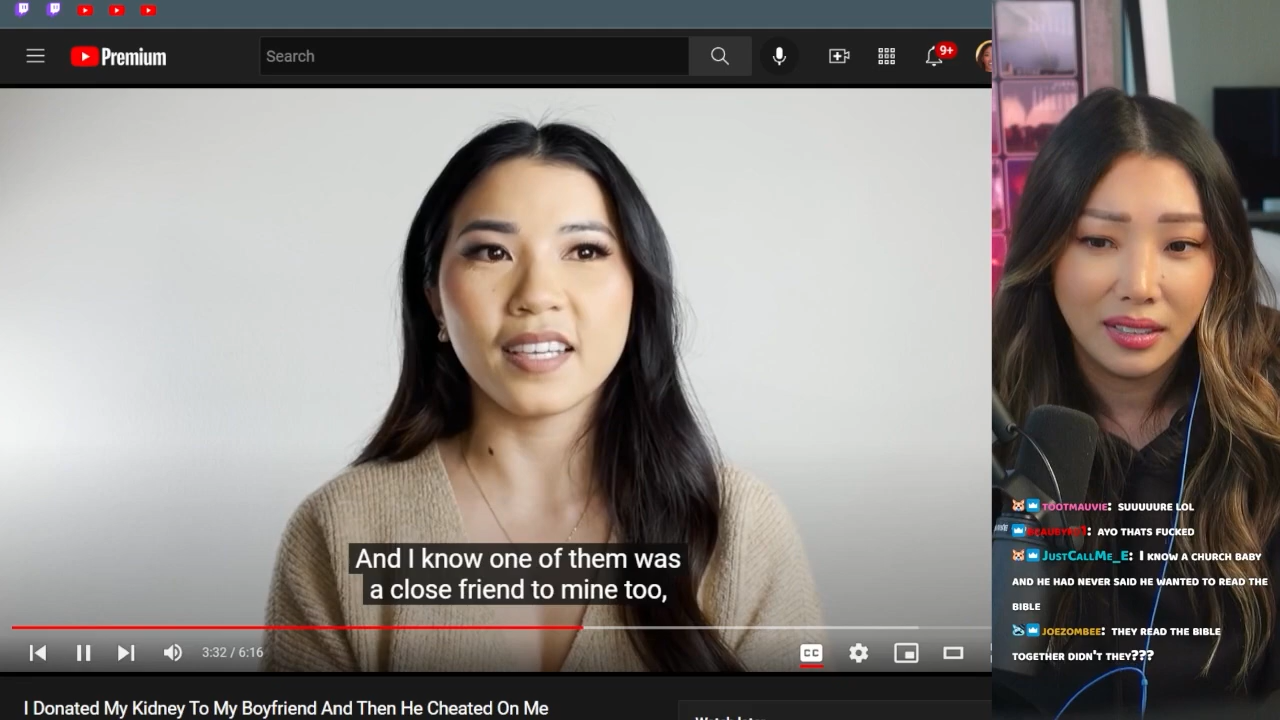 Premium
Search
9+
And I know one of them was
a close friend to mine too,
3:32 / 6:16
CC
I Donated My Kidney To My Boyfriend And Then He Cheated On Me
TOOTMAUVIE: SUUUUURE LOL
: AYO THATS FUCKED
JUSTCALLME_E: I KNOW A CHURCH BABY
AND HE HAD NEVER SAID HE WANTED TO READ THE
BIBLE
JOEZOMBEE: THEY READ THE BIBLE
TOGETHER DIDN'T THEY???